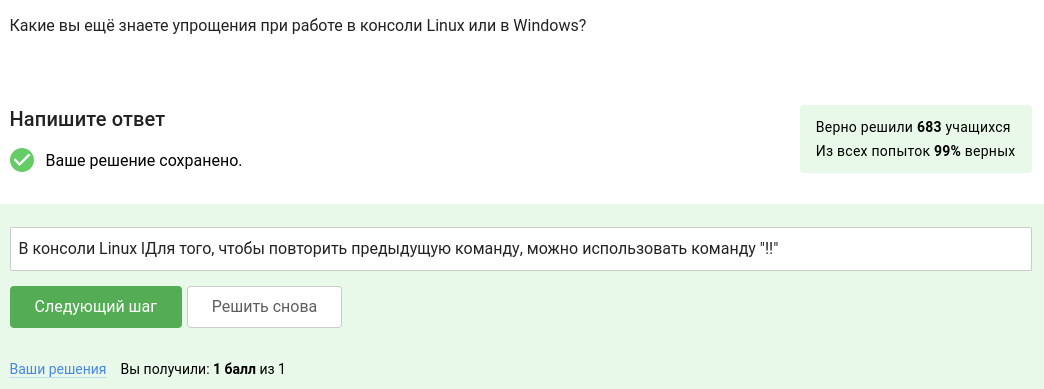 Какие вы ещё знаете упрощения при работе в консоли Linux или в Windows?
Напишите ответ
Верно решили 683 учащихся
Из всех попыток 99% верных
Ваше решение сохранено.
В консоли Linux lДля того, чтобы повторить предыдущую команду, можно использовать команду "!!"
Следующий шаг
Решить снова
Ваши решения Вы получили: 1 балл из 1